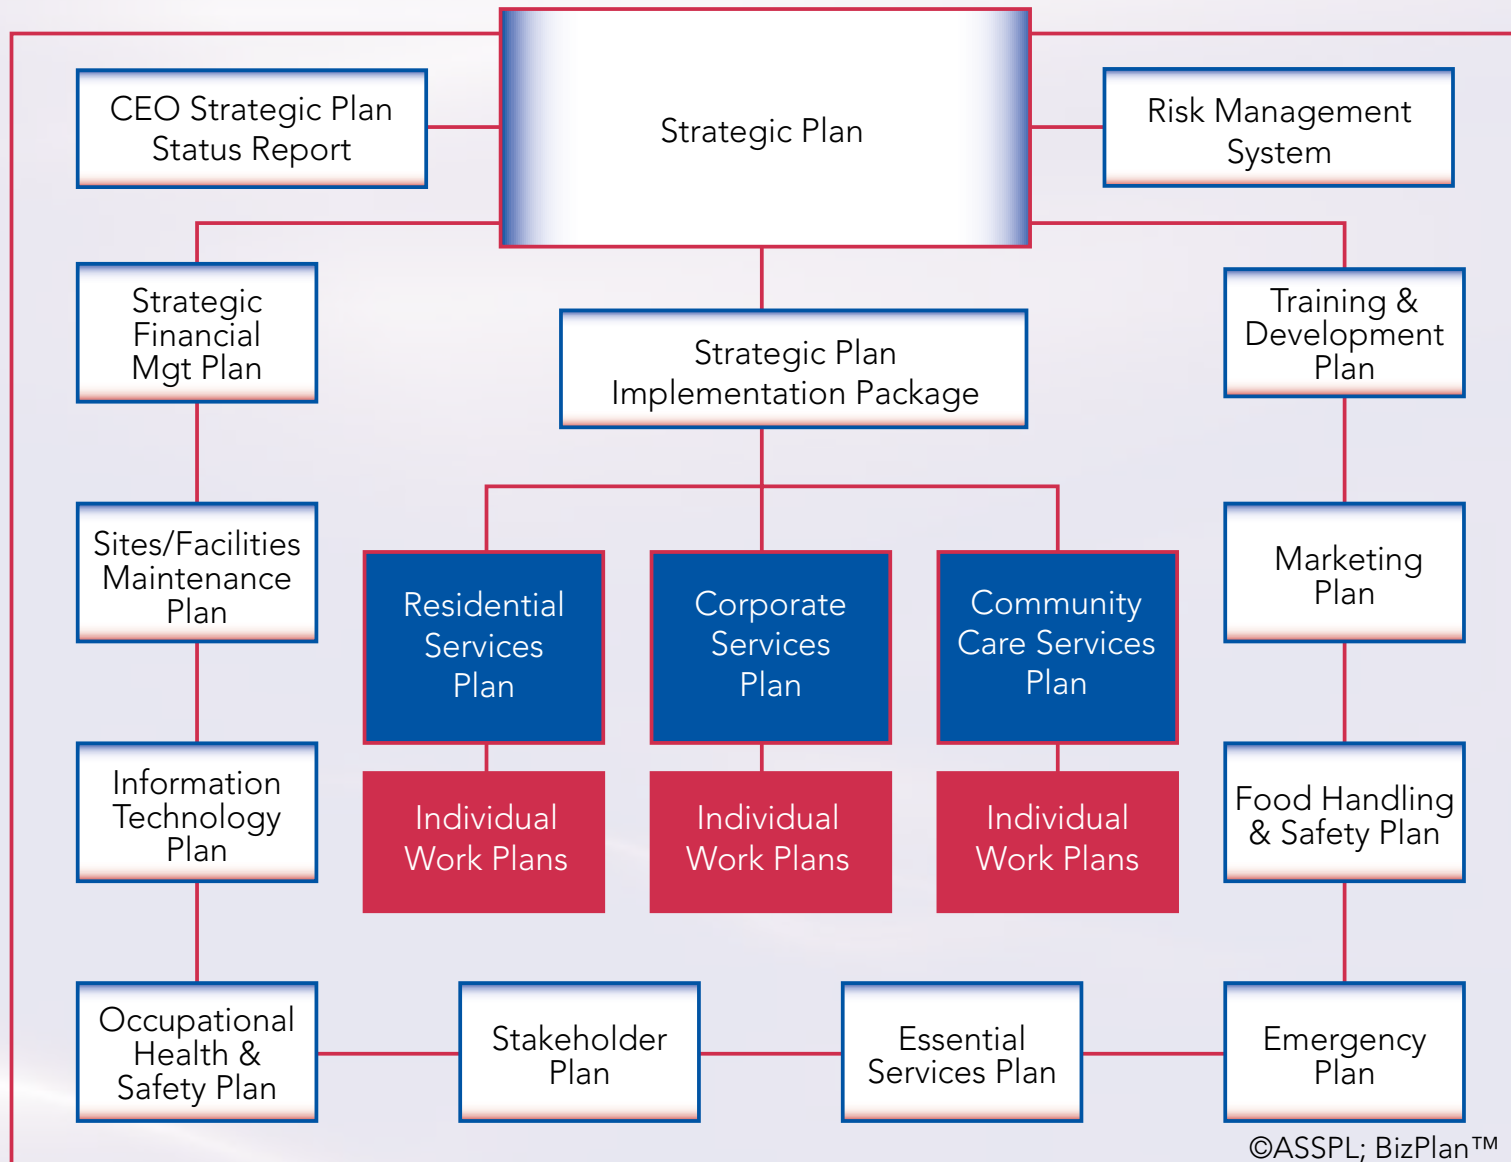 CEO Strategic Plan
Status Report
Strategic Plan
Risk Management
System
Strategic
Financial
Mgt Plan
Strategic Plan
Implementation Package
Training &
Development
Plan
Sites/Facilities
Maintenance
Plan
Residential
Services
Plan
Corporate
Services
Plan
Community
Care Services
Plan
Marketing
Plan
Information
Technology
Plan
Individual
Work Plans
Individual
Work Plans
Individual
Work Plans
Food Handling
& Safety Plan
Occupational
Health &
Safety Plan
Stakeholder
Plan
Essential
Services Plan
Emergency
Plan
©ASSPL; BizPlan™